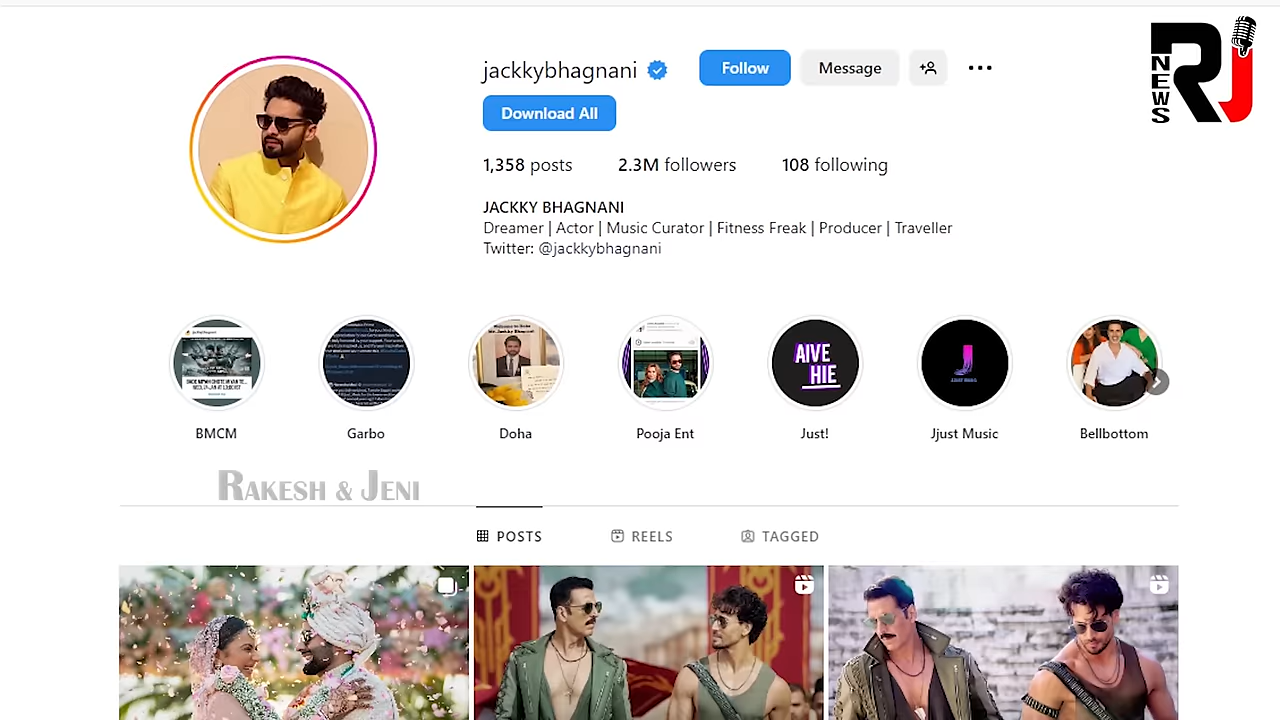 jackkybhagnani
Follow
Message
Download All
1,358 posts
2.3M followers
108 following
JACKKY BHAGNANI
Dreamer | Actor | Music Curator | Fitness Freak | Producer | Traveller
Twitter: @jackkybhagnani
NEWS
RJ
AIVE
HIE
BMCM
Garbo
Doha
Pooja Ent
Just!
Jjust Music
Bellbottom
RAKESH & JENI
POSTS
REELS
TAGGED